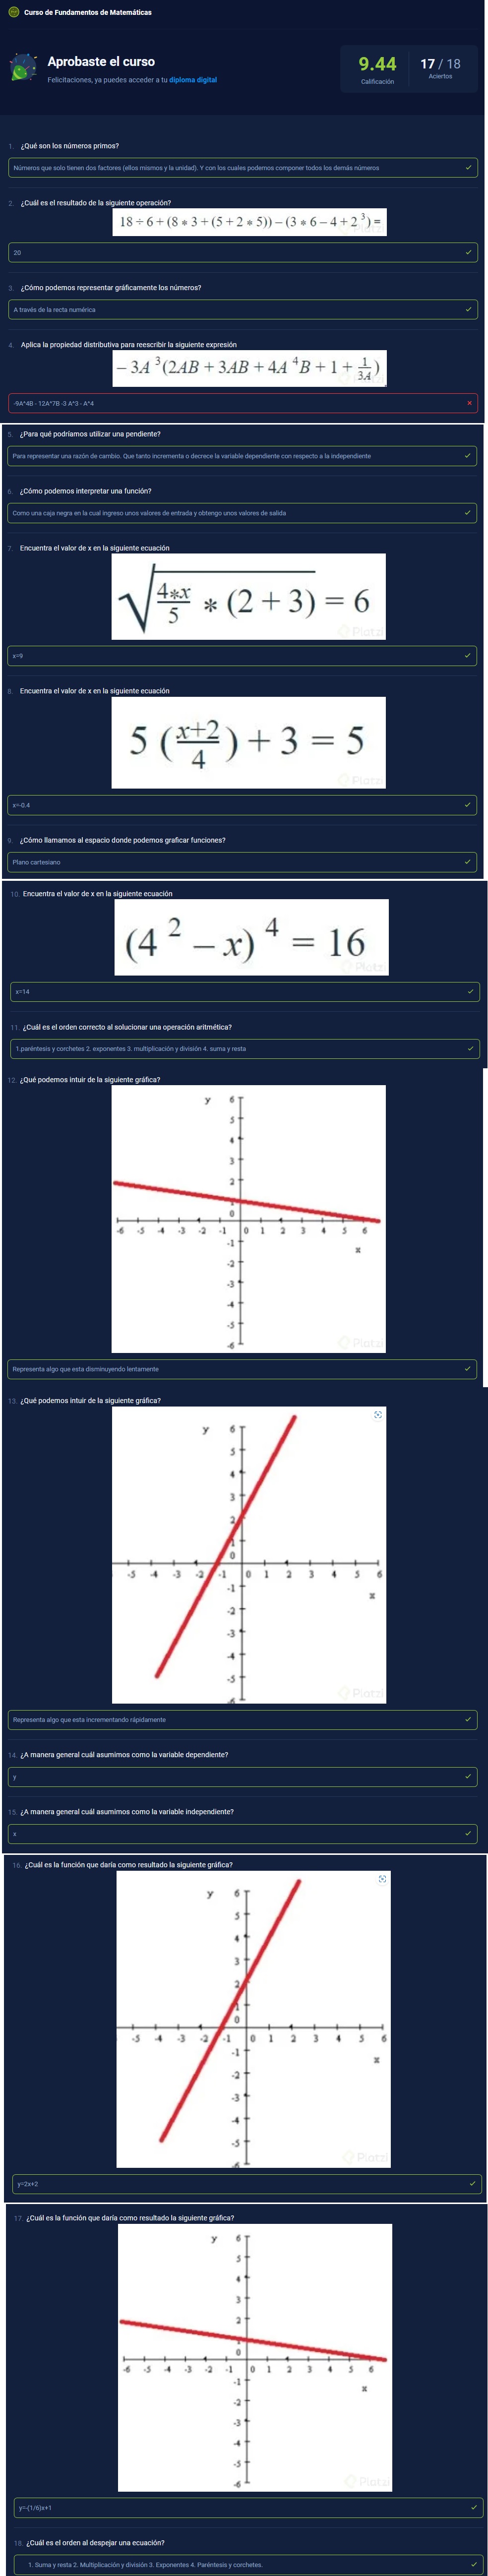 Curso de Fundamentos de Matemáticas
Aprobaste el curso
Felicitaciones, ya puedes acceder a tu diploma digital
9.44
Calificación
17 / 18
Aciertos
1. ¿Qué son los números primos?
Números que solo tienen dos factores (ellos mismos y la unidad). Y con los cuales podemos componer todos los demás números
2. ¿Cuál es el resultado de la siguiente operación?
18 ÷ 6 + (8 * 3 + (5 + 2 * 5)) − (3 * 6 − 4 + 2^3) =
20
3. ¿Cómo podemos representar gráficamente los números?
A través de la recta numérica
4. Aplica la propiedad distributiva para reescribir la siguiente expresión
− 3A^3(2AB + 3AB + 4A^4B + 1 + 1/3A)
-9A^4B - 12A^7B -3 A^3 - A^4
5. ¿Para qué podríamos utilizar una pendiente?
Para representar una razón de cambio. Que tanto incrementa o decrece la variable dependiente con respecto a la independiente
6. ¿Cómo podemos interpretar una función?
Como una caja negra en la cual ingreso unos valores de entrada y obtengo unos valores de salida
7. Encuentra el valor de x en la siguiente ecuación
√(4*x/5 * (2 + 3)) = 6
Platzi
x=9
8. Encuentra el valor de x en la siguiente ecuación
5 (x+2/4) + 3 = 5
Platzi
x=-0.4
9. ¿Cómo llamamos al espacio donde podemos graficar funciones?
Plano cartesiano
10. Encuentra el valor de x en la siguiente ecuación
(4^2 − x)^4 = 16
Platzi
x=14
11. ¿Cuál es el orden correcto al solucionar una operación aritmética?
1.paréntesis y corchetes 2. exponentes 3. multiplicación y división 4. suma y resta
12. ¿Qué podemos intuir de la siguiente gráfica?
y
6
5
4
3
2
1
0
-6 -5 -4 -3 -2 -1 0 1 2 3 4 5 6
x
-1
-2
-3
-4
-5
-6
Platzi
Representa algo que esta disminuyendo lentamente
13. ¿Qué podemos intuir de la siguiente gráfica?
y
6
5
4
3
2
1
0
-5 -4 -3 -2 -1 0 1 2 3 4 5 6
x
-1
-2
-3
-4
-5
-6
Platzi
Representa algo que esta incrementando rápidamente
14. ¿A manera general cuál asumimos como la variable dependiente?
y
15. ¿A manera general cuál asumimos como la variable independiente?
x
16. ¿Cuál es la función que daría como resultado la siguiente gráfica?
y
6
5
4
3
2
1
0
-5 -4 -3 -2 -1 0 1 2 3 4 5 6
x
-1
-2
-3
-4
-5
-6
Platzi
y=2x+2
17. ¿Cuál es la función que daría como resultado la siguiente gráfica?
y
6
5
4
3
2
1
0
-6 -5 -4 -3 -2 -1 0 1 2 3 4 5 6
x
-1
-2
-3
-4
-5
-6
Platzi
y=-(1/6)x+1
18. ¿Cuál es el orden al despejar una ecuación?
1. Suma y resta 2. Multiplicación y división 3. Exponentes 4. Paréntesis y corchetes.